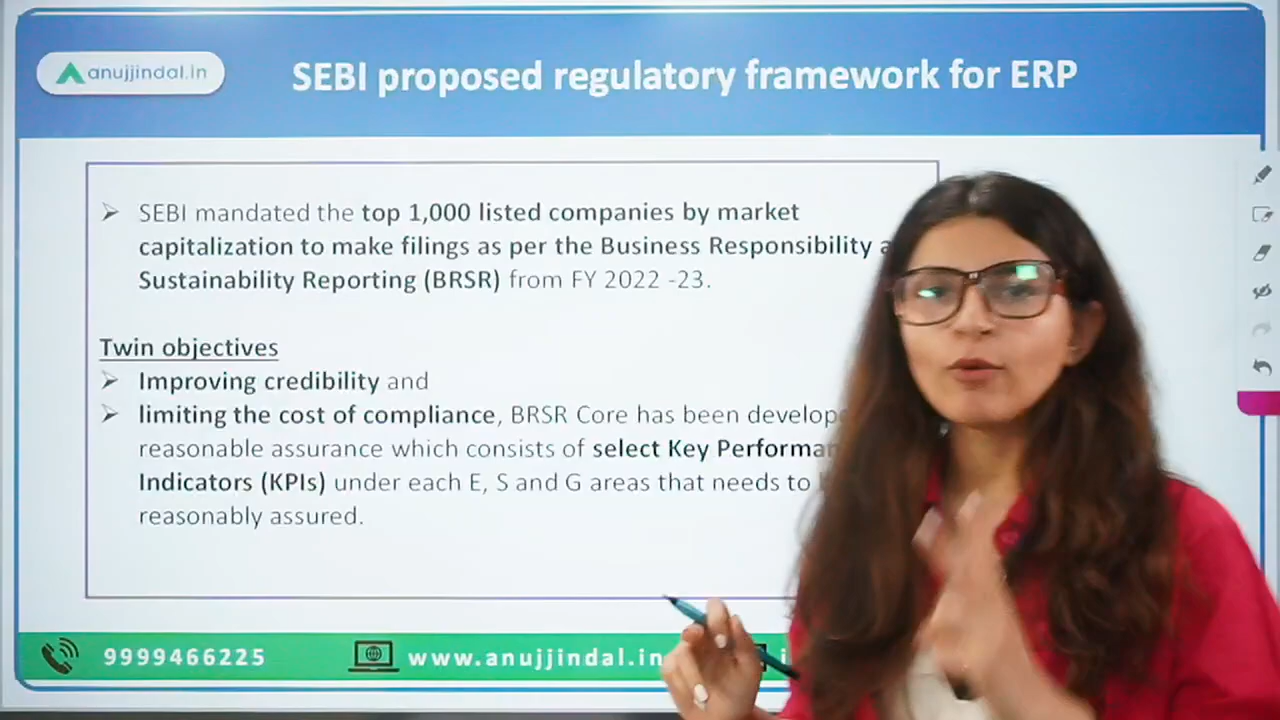 anujjindal.in
SEBI proposed regulatory framework for ERP
➢ SEBI mandated the top 1,000 listed companies by market
capitalization to make filings as per the Business Responsibility
Sustainability Reporting (BRSR) from FY 2022 -23.
Twin objectives
➢ Improving credibility and
➢ limiting the cost of compliance, BRSR Core has been
reasonable assurance which consists of select Key
Indicators (KPIs) under each E, S and G areas that needs to
reasonably assured.
9999466225
www.anujjindal.in